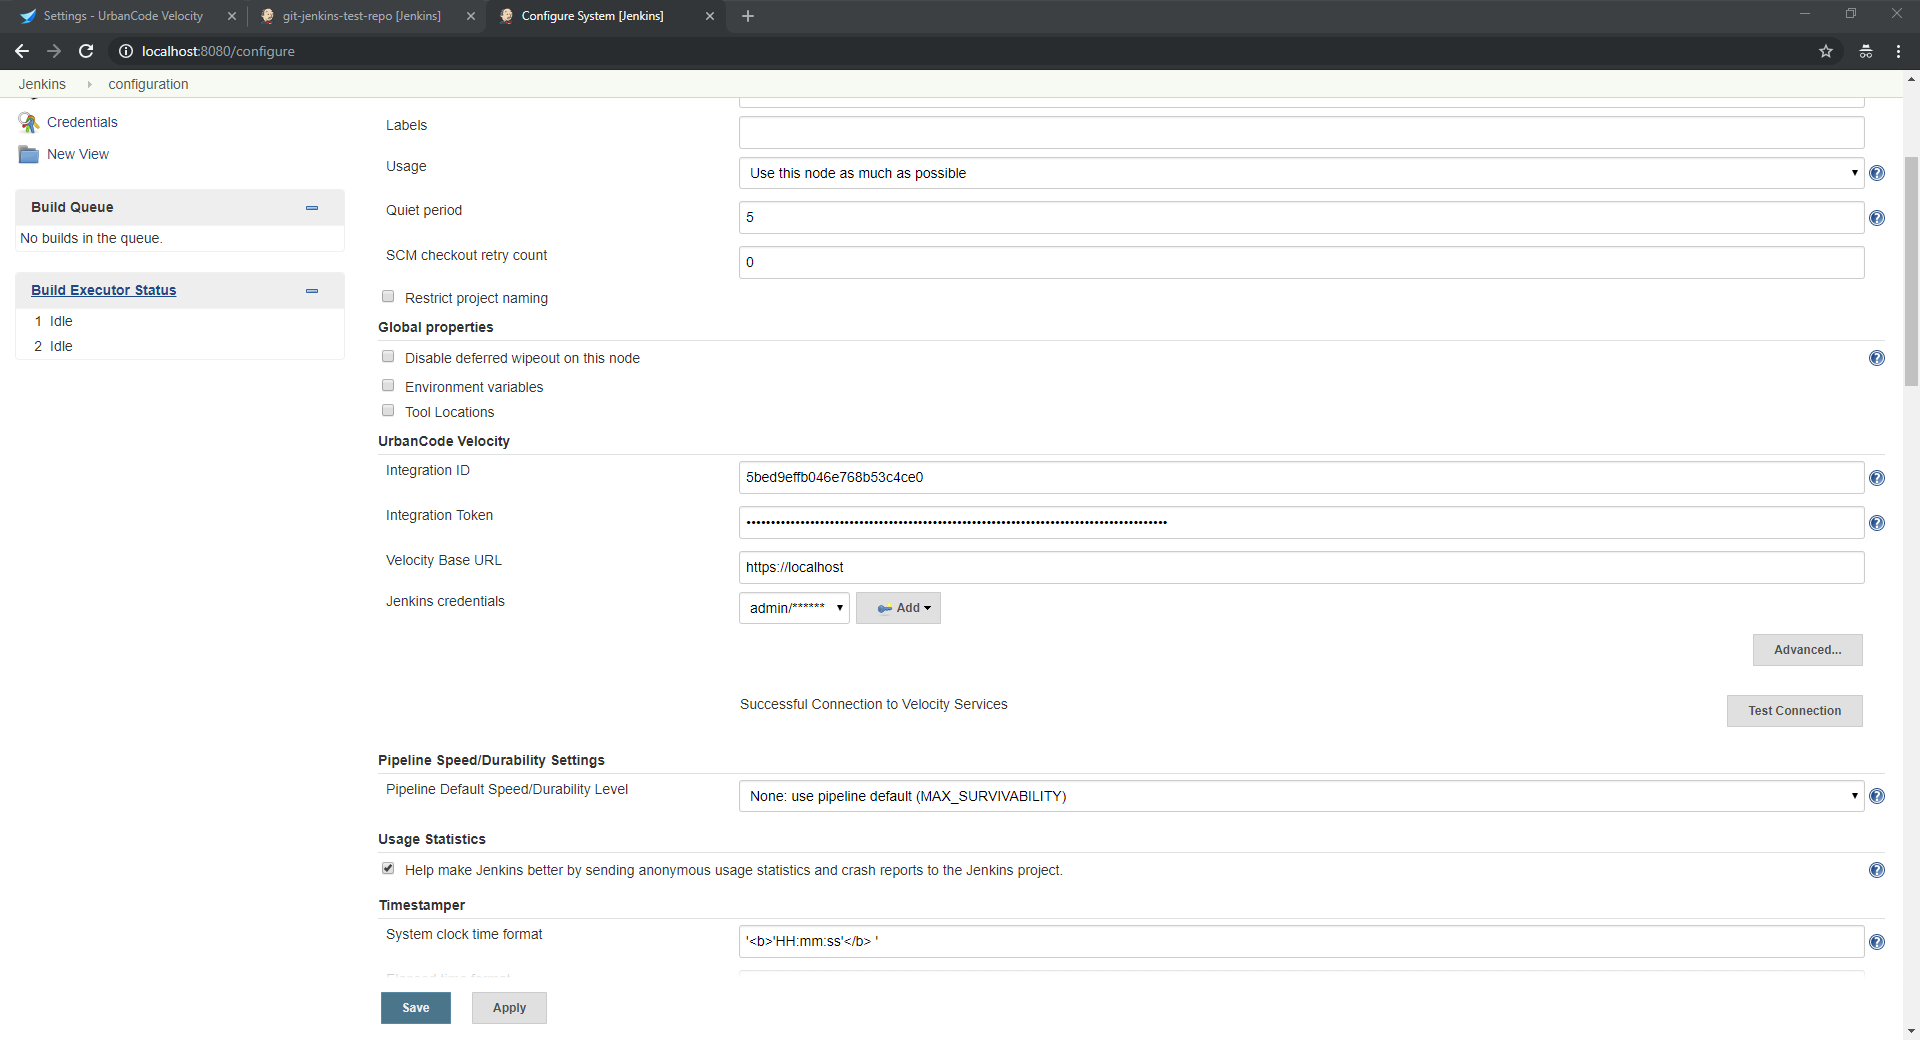 Settings - UrbanCode Velocity
git-jenkins-test-repo [Jenkins]
Configure System [Jenkins]
localhost:8080/configure
Jenkins
configuration
Credentials
New View
Build Queue
No builds in the queue.
Build Executor Status
1 Idle
2 Idle
Labels
Usage
Use this node as much as possible
Quiet period
5
SCM checkout retry count
0
Restrict project naming
Global properties
Disable deferred wipeout on this node
Environment variables
Tool Locations
UrbanCode Velocity
Integration ID
5bed9effb046e768b53c4ce0
Integration Token
Velocity Base URL
https://localhost
Jenkins credentials
admin/******
Add
Advanced...
Successful Connection to Velocity Services
Test Connection
Pipeline Speed/Durability Settings
Pipeline Default Speed/Durability Level
None: use pipeline default (MAX_SURVIVABILITY)
Usage Statistics
Help make Jenkins better by sending anonymous usage statistics and crash reports to the Jenkins project.
Timestamper
System clock time format
'<b>'HH:mm:ss'</b> '
Save
Apply